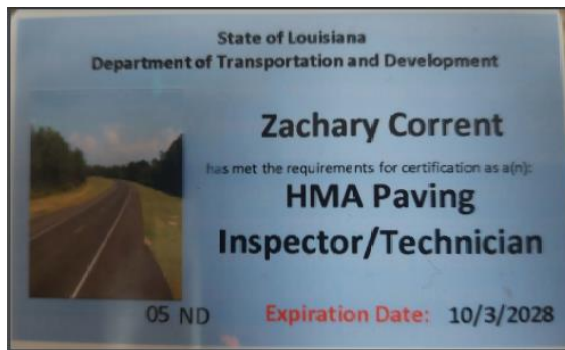 State of Louisiana
Department of Transportation and Development
Zachary Corrent
has met the requirements for certification as a(n):
HMA Paving
Inspector/Technician
05 ND
Expiration Date: 10/3/2028